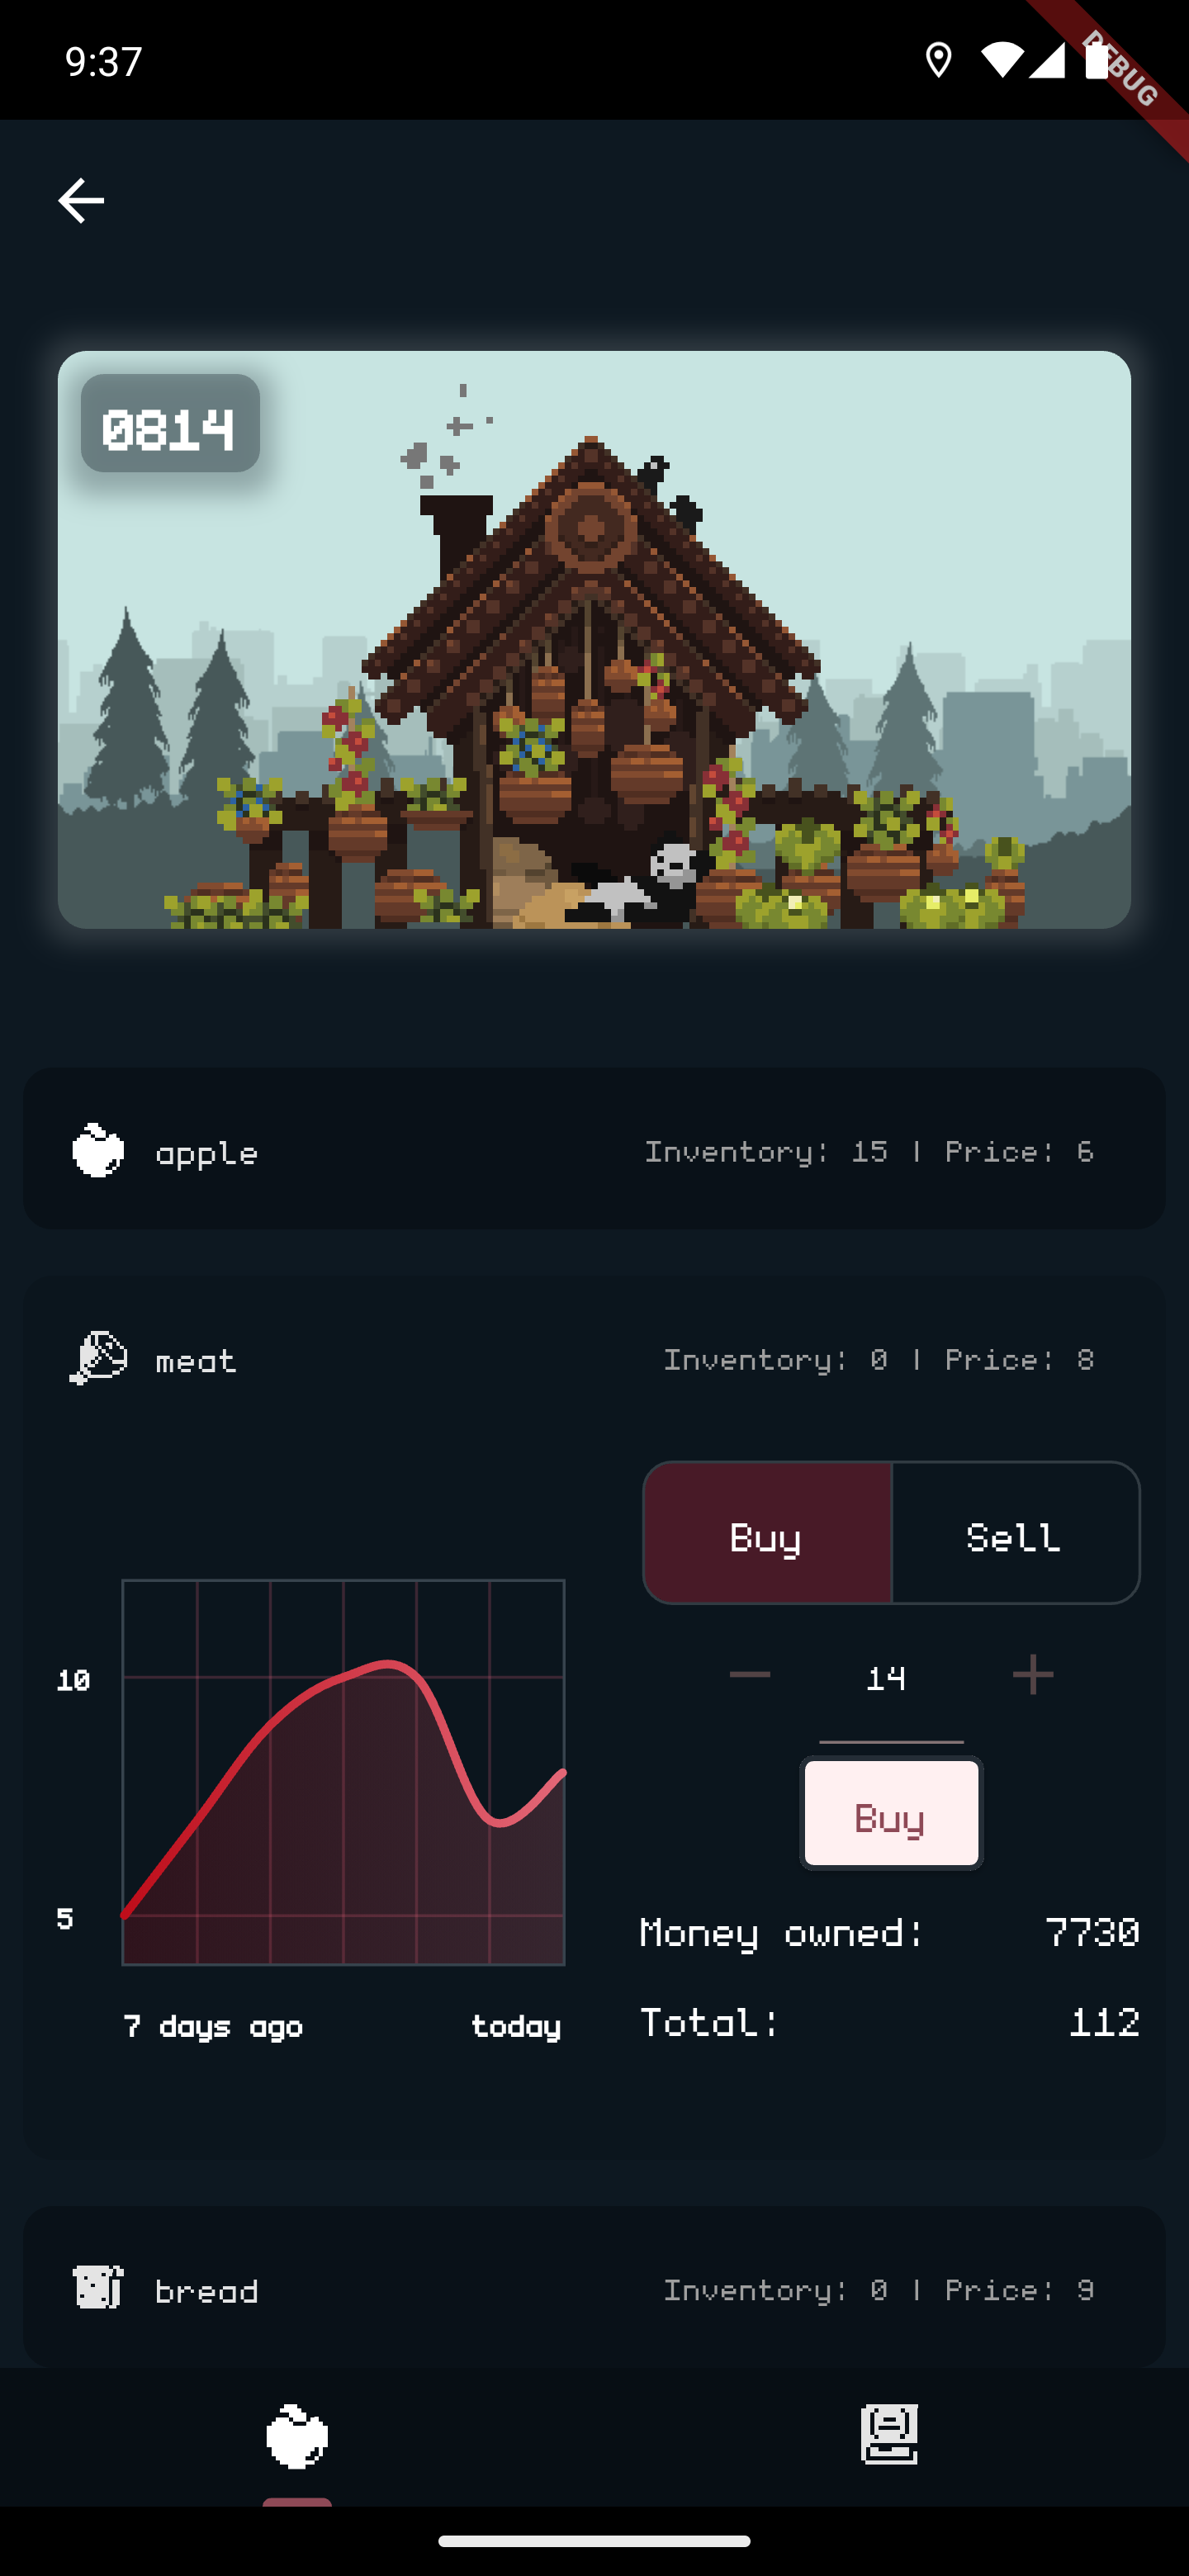 9:37
DEBUG
0814
apple Inventory: 15 | Price: 6
meat Inventory: 0 | Price: 8
Buy Sell
10
14
Buy
5
Money owned: 7730
7 days ago today
Total: 112
bread Inventory: 0 | Price: 9